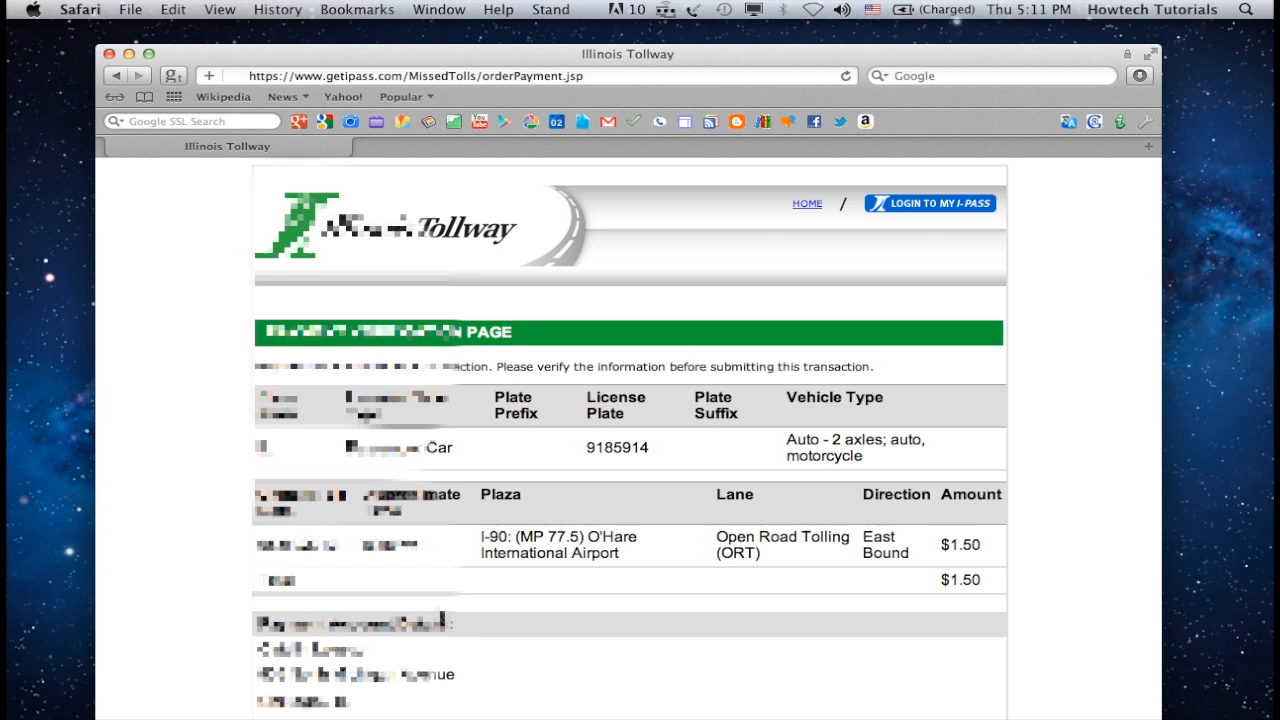 Safari File Edit View History Bookmarks Window Help Stand 10 (Charged) Thu 5:11 PM Howtech Tutorials
Illinois Tollway
https://www.getipass.com/MissedTolls/orderPayment.jsp Google
Wikipedia News Yahoo! Popular
Google SSL Search 02
Illinois Tollway
Tollway HOME / LOGIN TO MY I-PASS
PAGE
Please verify the information before submitting this transaction.
Plate Prefix License Plate Plate Suffix Vehicle Type
Car 9185914 Auto - 2 axles; auto,
motorcycle
Plaza Lane Direction Amount
I-90: (MP 77.5) O'Hare Open Road Tolling East $1.50
International Airport (ORT) Bound
$1.50